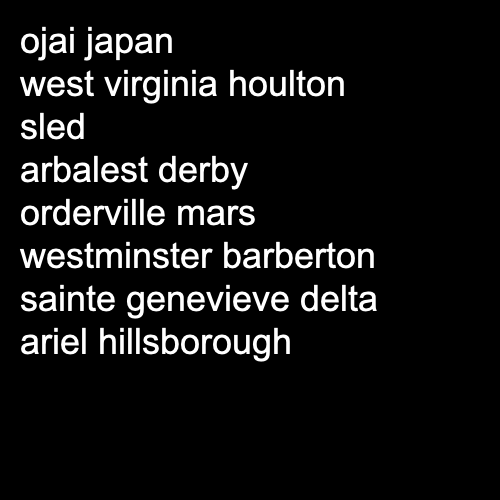 ojai japan
west virginia houlton
sled
arbalest derby
orderville mars
westminster barberton
sainte genevieve delta
ariel hillsborough